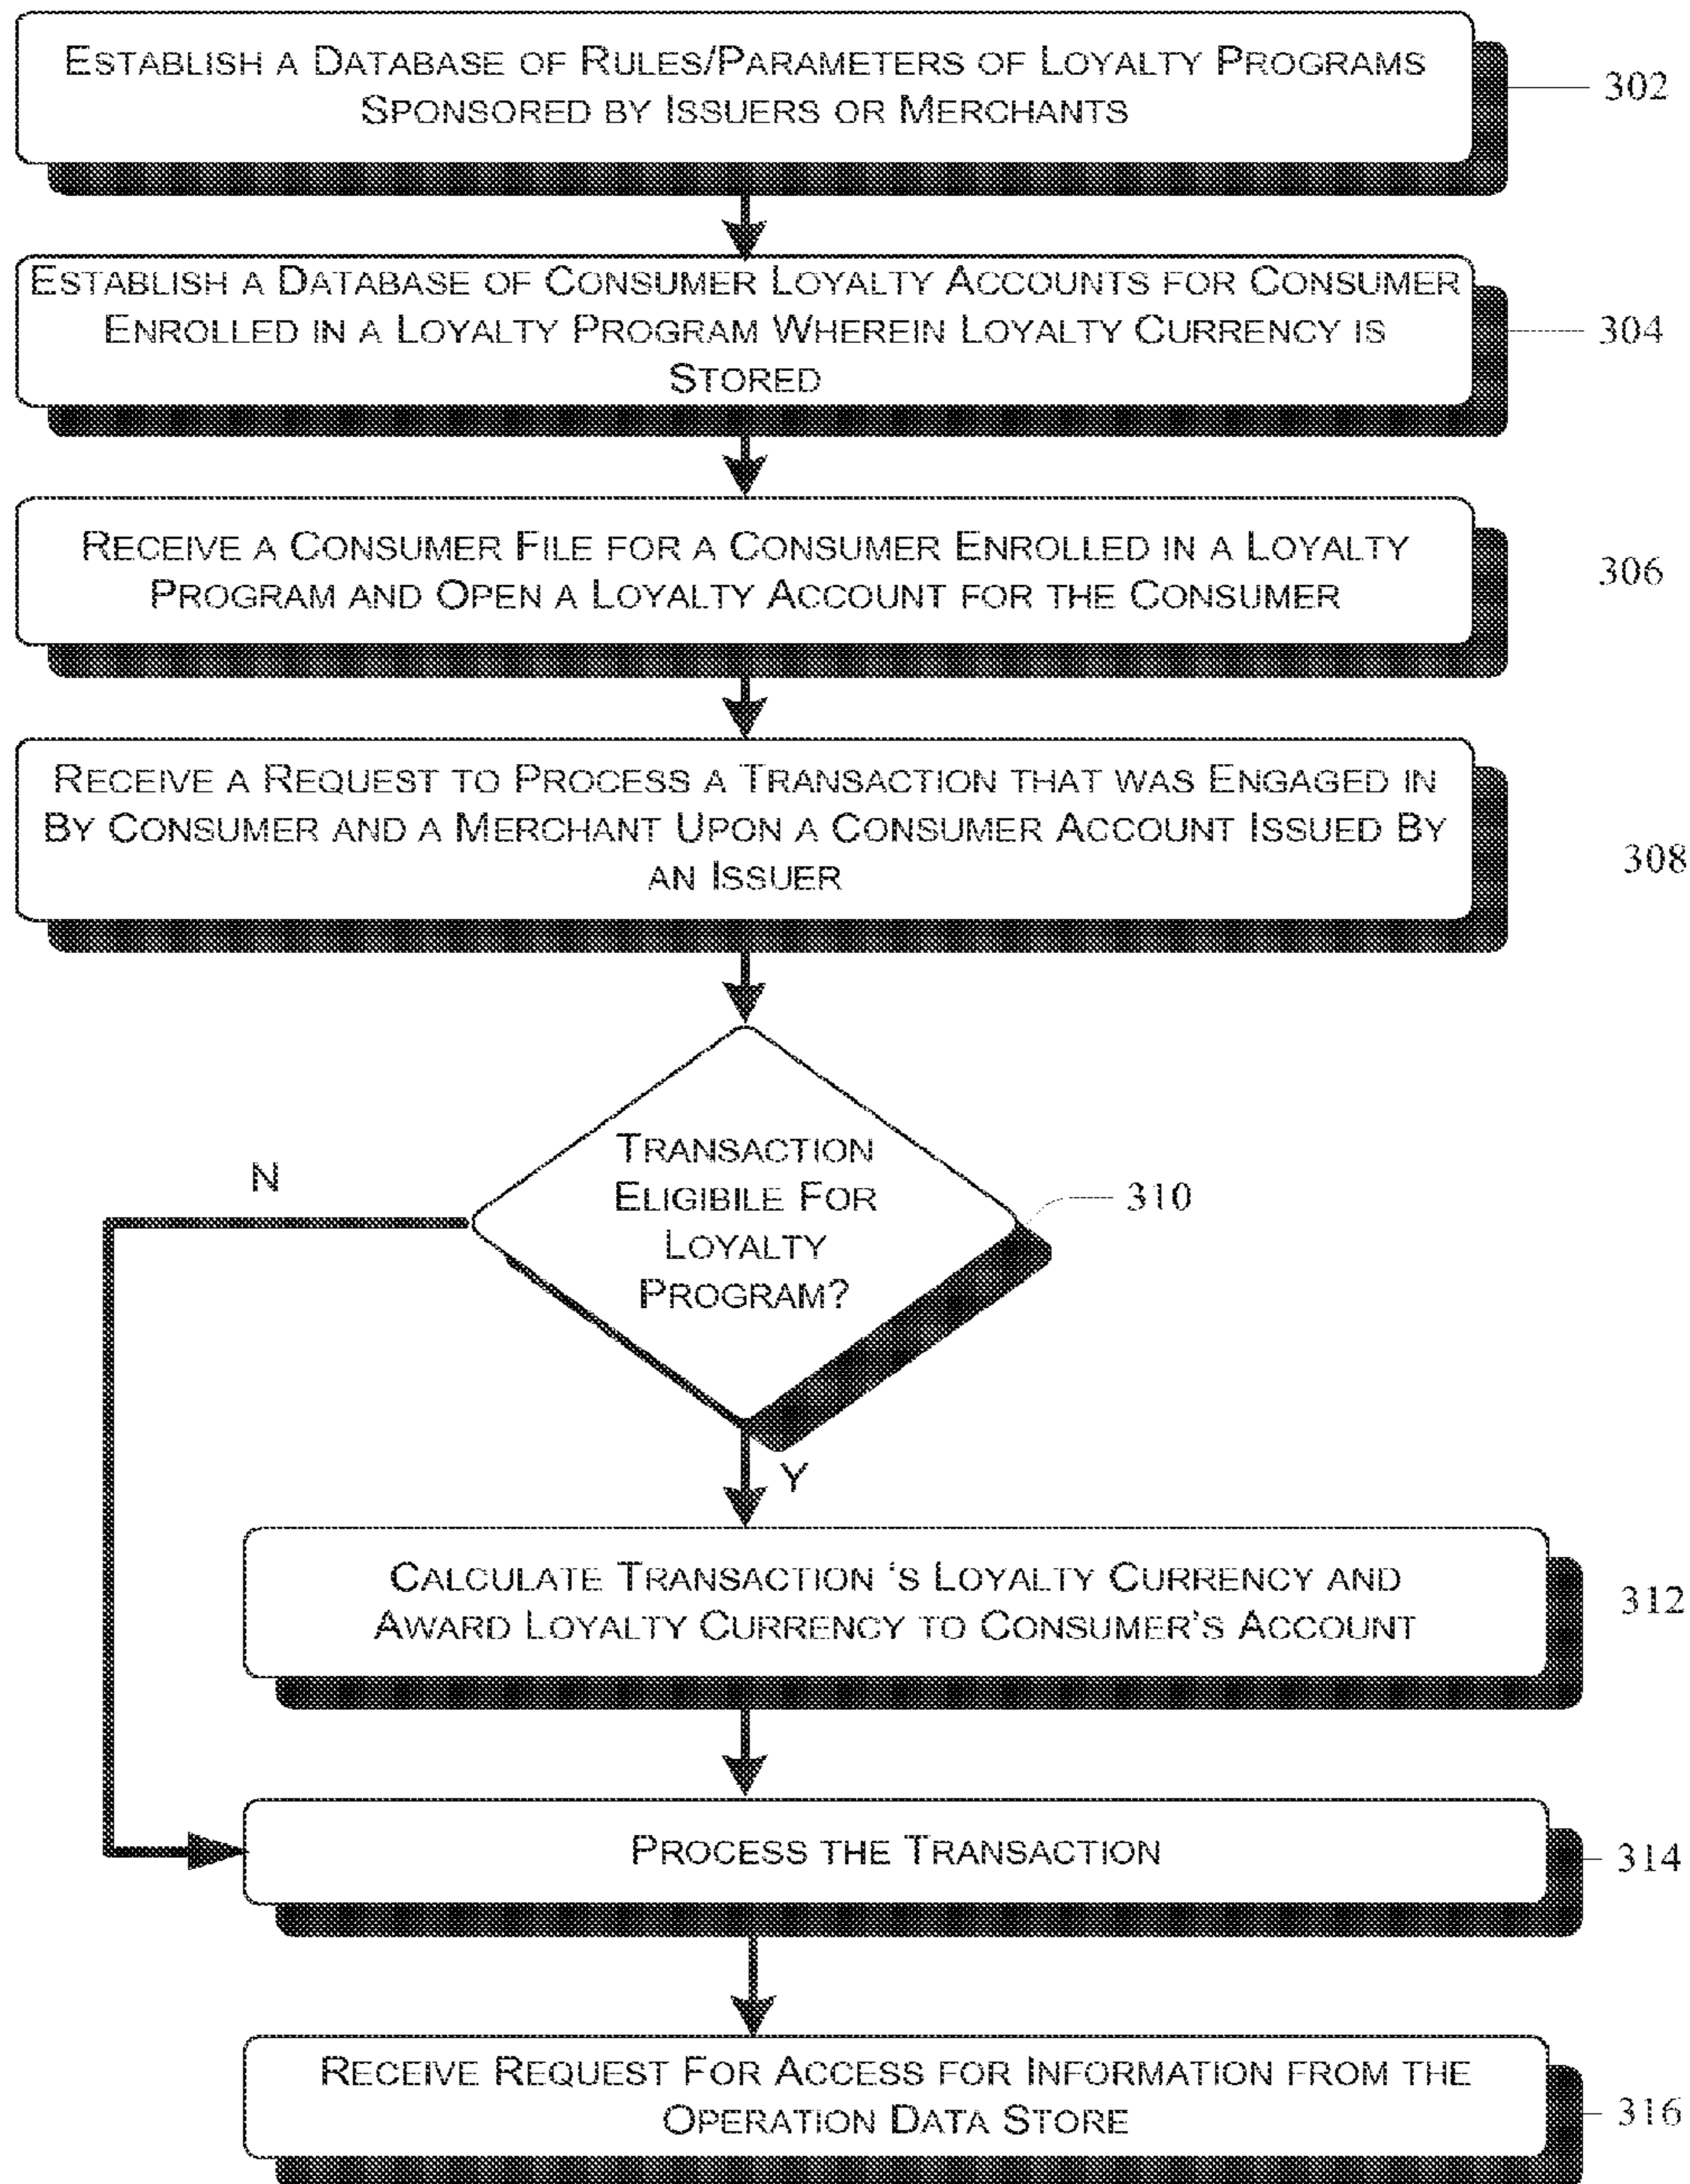 ESTABLISH A DATABASE OF RULES/PARAMETERS OF LOYALTY PROGRAMS
SPONSORED BY ISSUERS OR MERCHANTS
302
ESTABLISH A DATABASE OF CONSUMER LOYALTY ACCOUNTS FOR CONSUMER
ENROLLED IN A LOYALTY PROGRAM WHEREIN LOYALTY CURRENCY IS
STORED
304
RECEIVE A CONSUMER FILE FOR A CONSUMER ENROLLED IN A LOYALTY
PROGRAM AND OPEN A LOYALTY ACCOUNT FOR THE CONSUMER
306
RECEIVE A REQUEST TO PROCESS A TRANSACTION THAT WAS ENGAGED IN
BY CONSUMER AND A MERCHANT UPON A CONSUMER ACCOUNT ISSUED BY
AN ISSUER
308
TRANSACTION
ELIGIBILE FOR
LOYALTY
PROGRAM?
310
N
Y
CALCULATE TRANSACTION 'S LOYALTY CURRENCY AND
AWARD LOYALTY CURRENCY TO CONSUMER'S ACCOUNT
312
PROCESS THE TRANSACTION
314
RECEIVE REQUEST FOR ACCESS FOR INFORMATION FROM THE
OPERATION DATA STORE
316